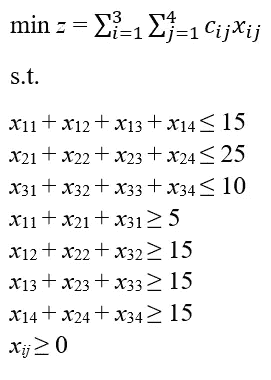 min z = ∑³ᵢ₌₁ ∑⁴ⱼ₌₁ cᵢⱼxᵢⱼ
s.t.
x₁₁ + x₁₂ + x₁₃ + x₁₄ ≤ 15
x₂₁ + x₂₂ + x₂₃ + x₂₄ ≤ 25
x₃₁ + x₃₂ + x₃₃ + x₃₄ ≤ 10
x₁₁ + x₂₁ + x₃₁ ≥ 5
x₁₂ + x₂₂ + x₃₂ ≥ 15
x₁₃ + x₂₃ + x₃₃ ≥ 15
x₁₄ + x₂₄ + x₃₄ ≥ 15
xᵢⱼ ≥ 0